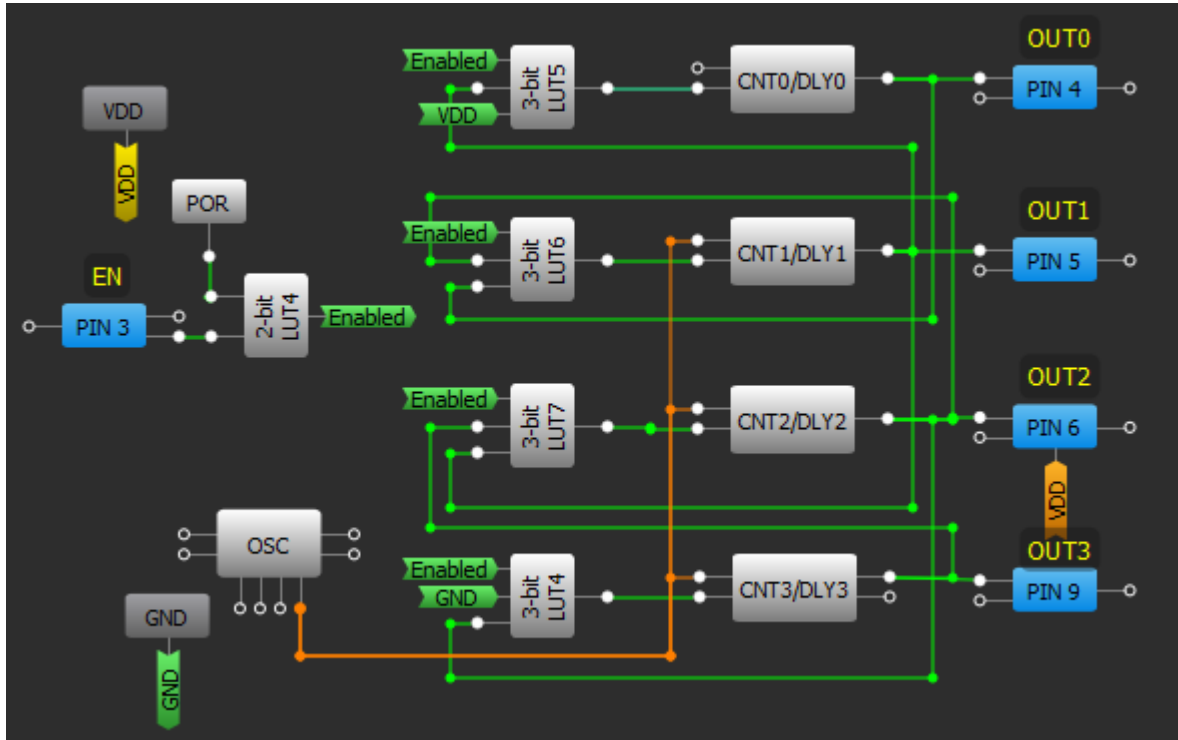 VDD
VDD
POR
EN
PIN 3
2-bit
LUT4
Enabled
OSC
GND
GND
Enabled
VDD
3-bit
LUT5
CNT0/DLY0
OUT0
PIN 4
Enabled
3-bit
LUT6
CNT1/DLY1
OUT1
PIN 5
Enabled
3-bit
LUT7
CNT2/DLY2
OUT2
PIN 6
VDD
Enabled
GND
3-bit
LUT4
CNT3/DLY3
OUT3
PIN 9